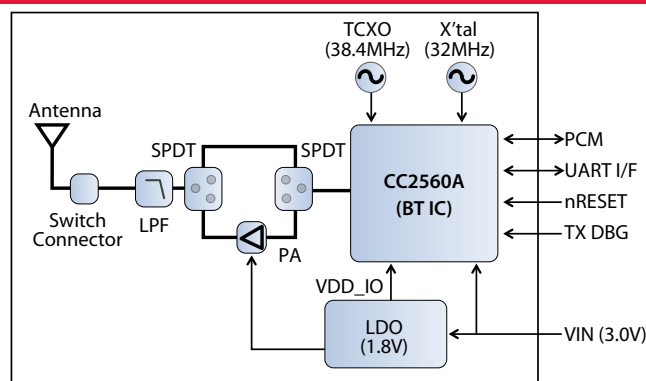 TCXO
(38.4MHz)
X'tal
(32MHz)
Antenna
SPDT
SPDT
PCM
UART I/F
nRESET
TX DBG
CC2560A
(BT IC)
Switch
Connector
LPF
PA
VDD_IO
LDO
(1.8V)
VIN (3.0V)